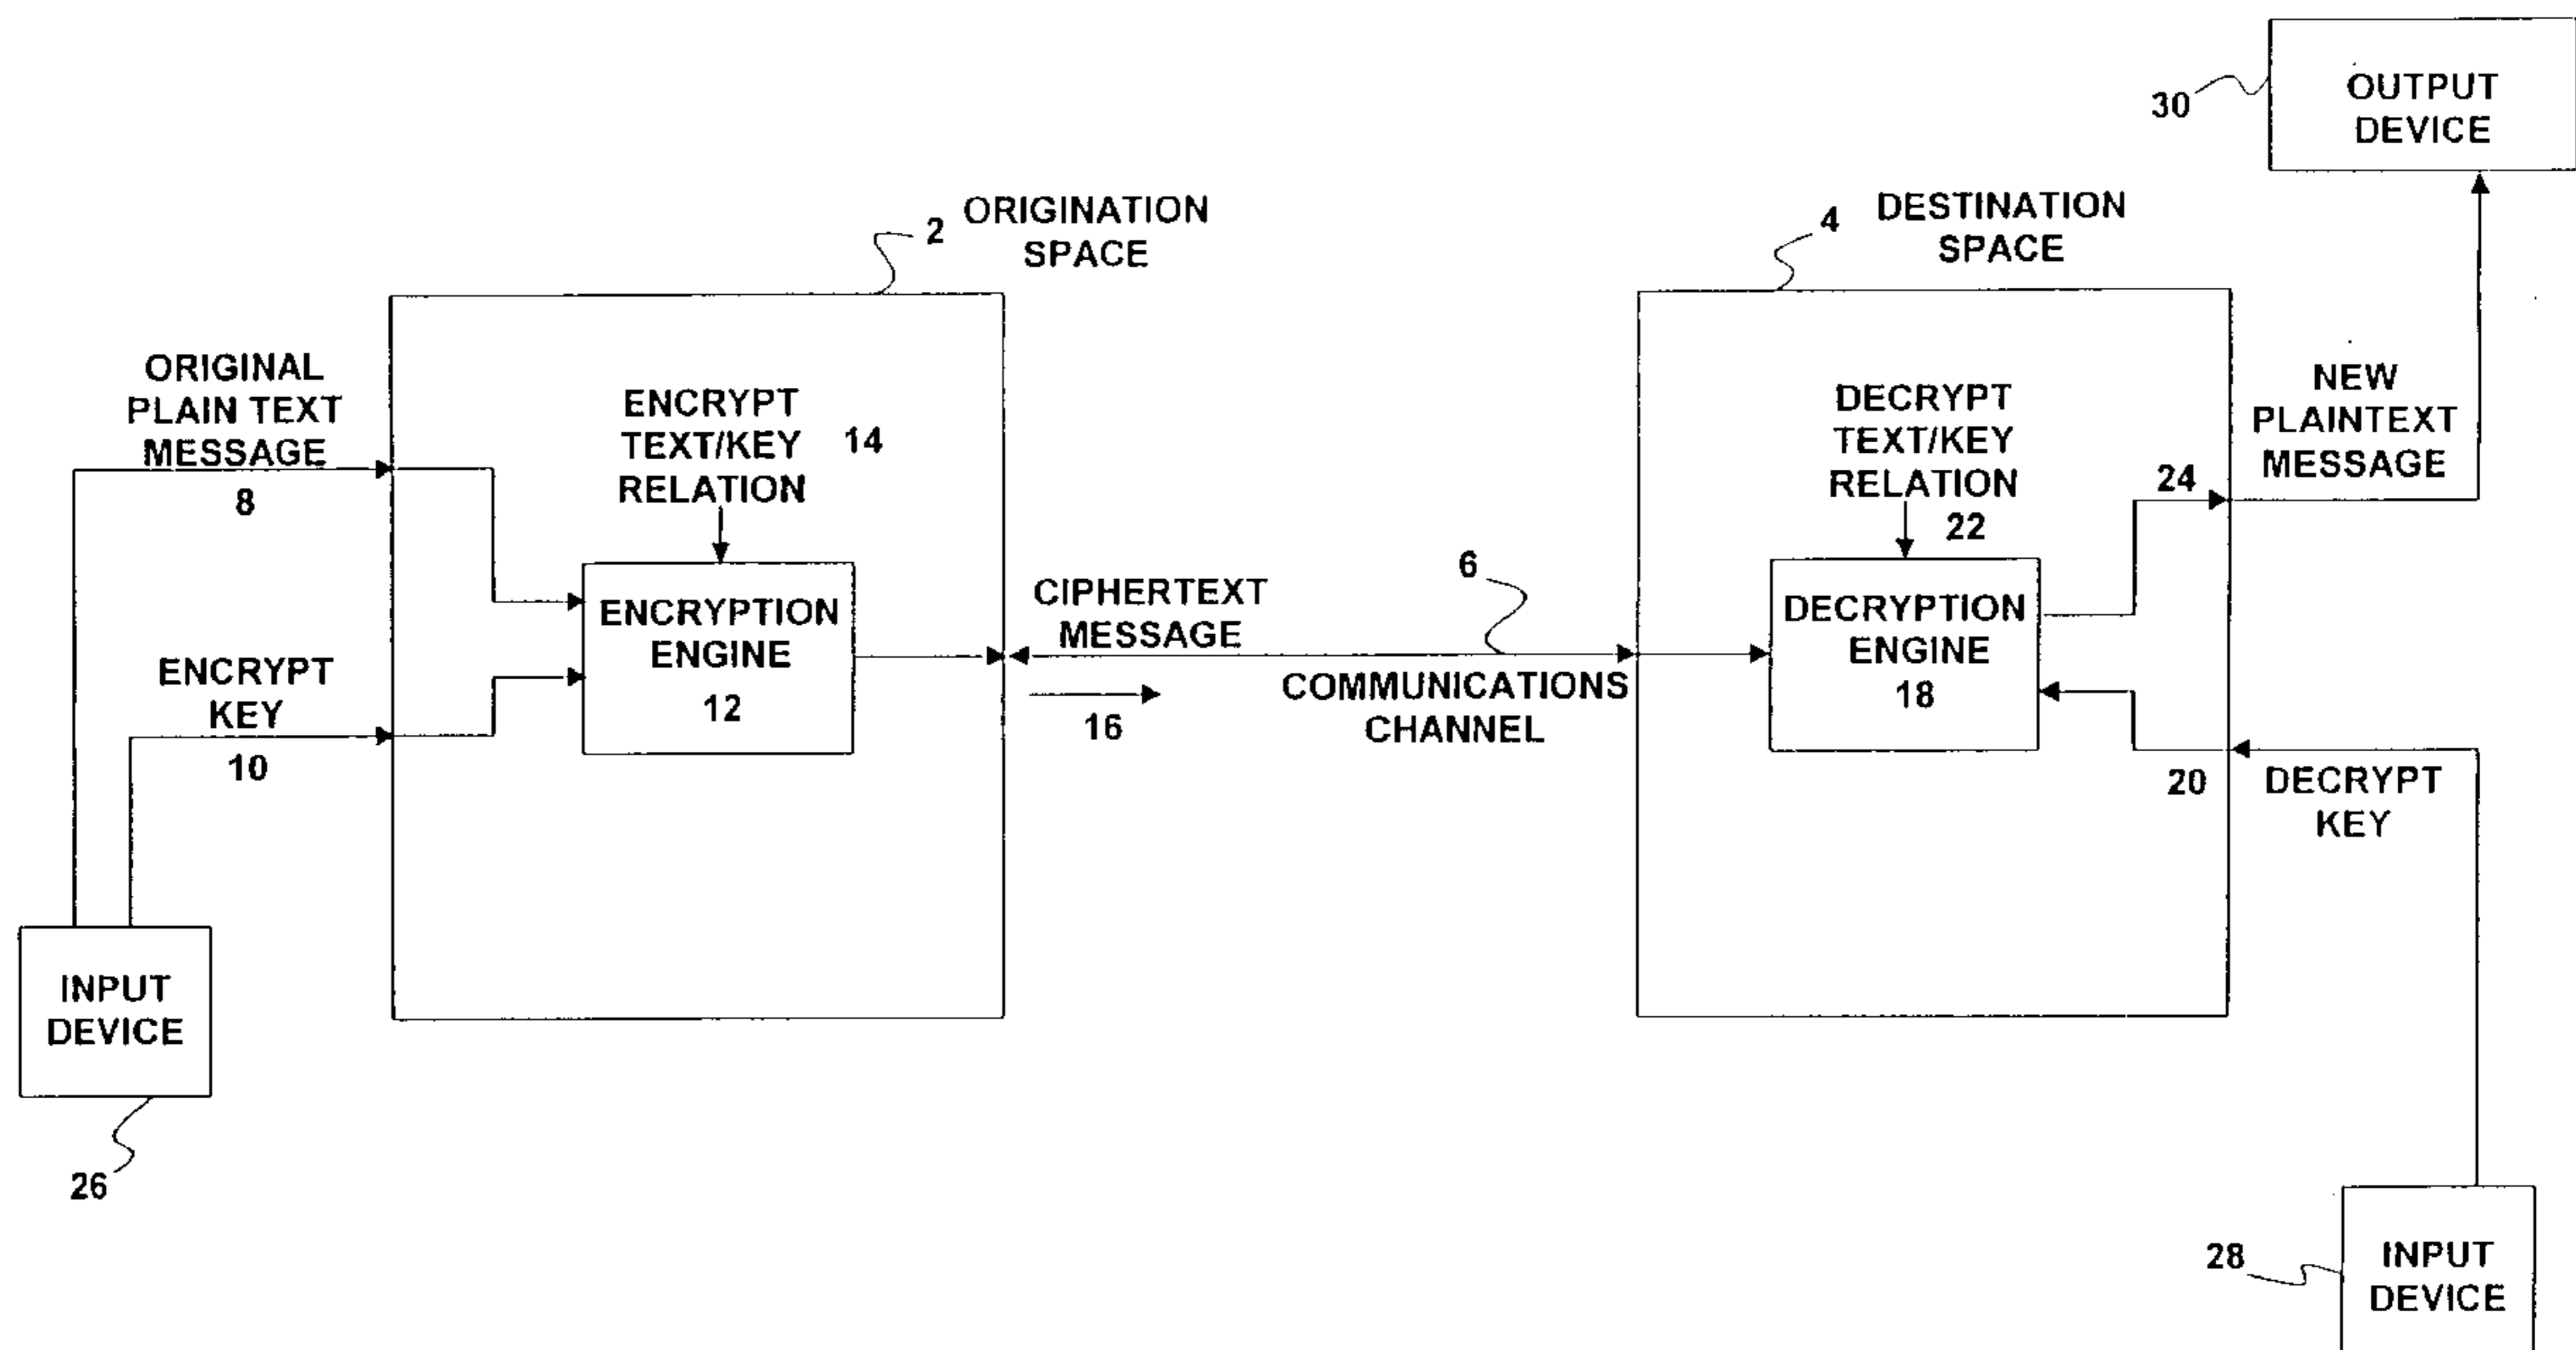 OUTPUT
DEVICE
30
2
ORIGINATION
SPACE
4
DESTINATION
SPACE
ORIGINAL
PLAIN TEXT
MESSAGE
8
ENCRYPT
TEXT/KEY
RELATION
14
ENCRYPTION
ENGINE
12
ENCRYPT
KEY
10
INPUT
DEVICE
26
CIPHERTEXT
MESSAGE
16
6
COMMUNICATIONS
CHANNEL
DECRYPT
TEXT/KEY
RELATION
22
DECRYPTION
ENGINE
18
24
NEW
PLAINTEXT
MESSAGE
20
DECRYPT
KEY
28
INPUT
DEVICE